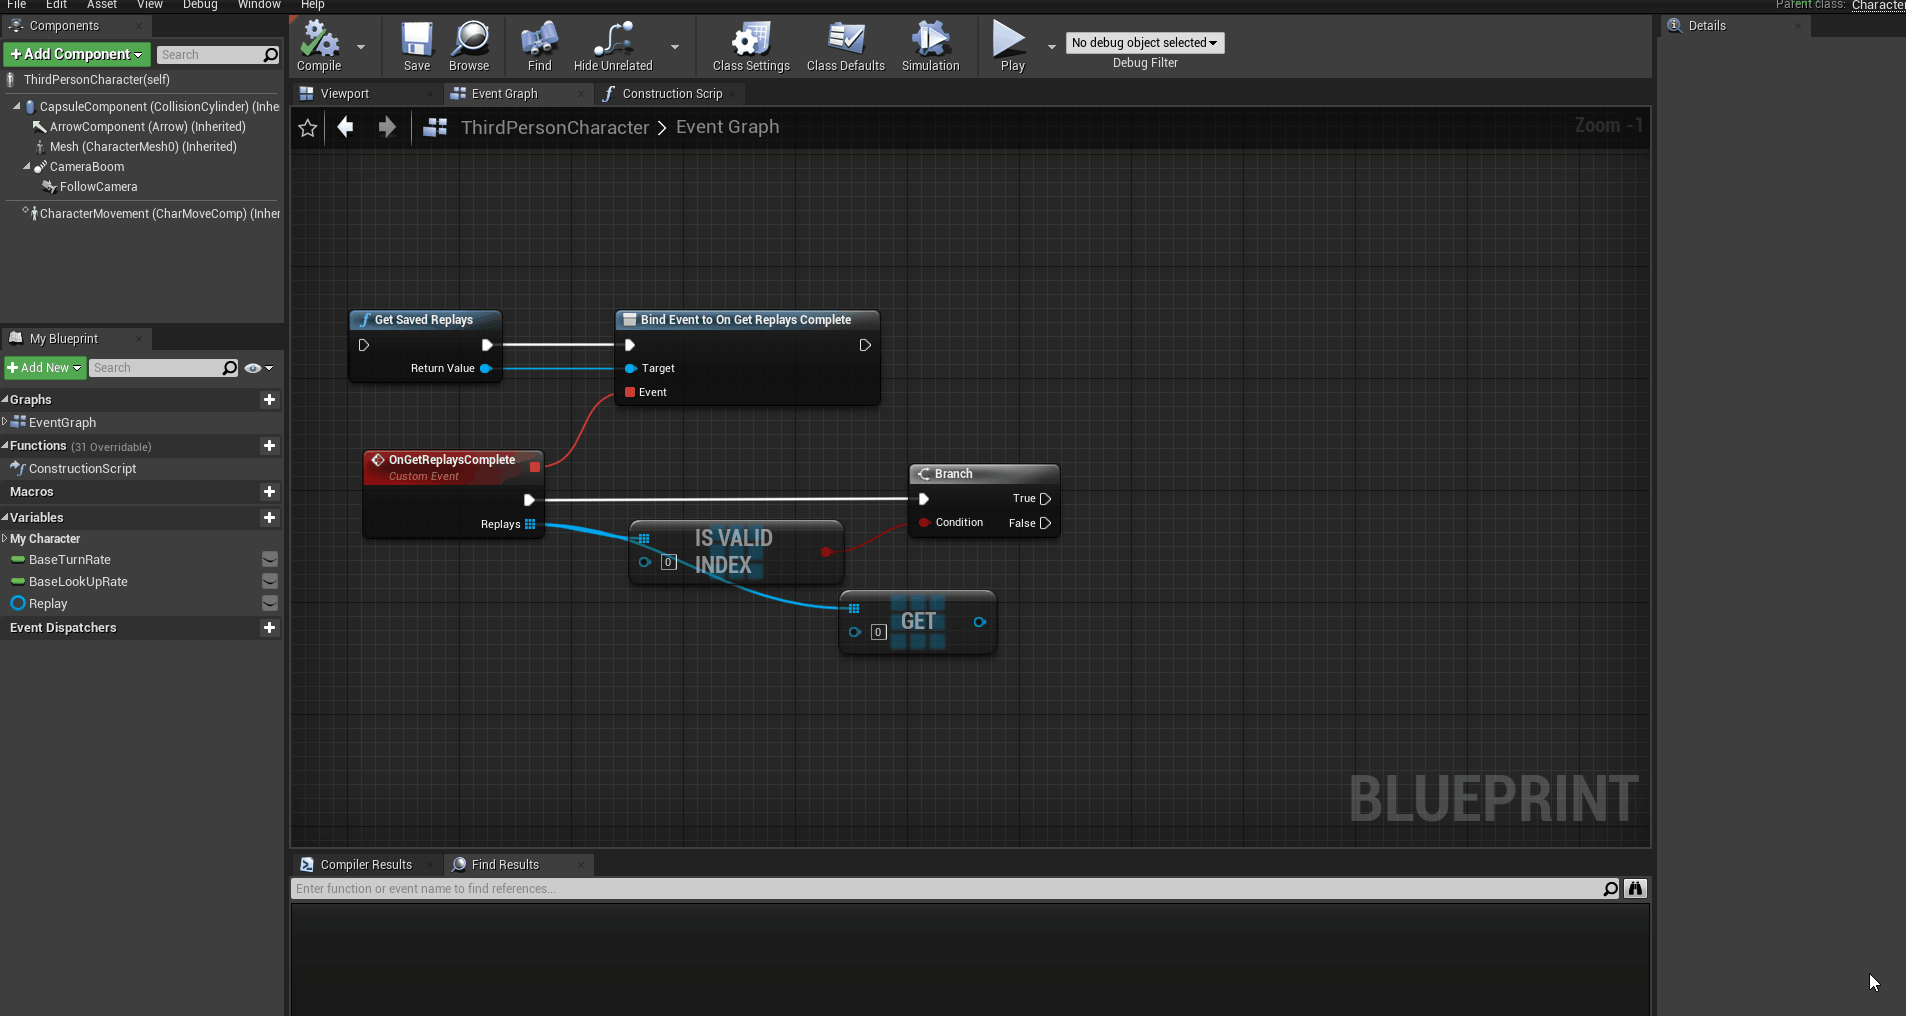 File Edit Asset View Debug Window Help
Parent class: Character
Components
Details
+Add Component
Search
Compile
Save
Browse
Find
Hide Unrelated
Class Settings
Class Defaults
Simulation
Play
No debug object selected
Debug Filter
ThirdPersonCharacter(self)
CapsuleComponent (CollisionCylinder) (Inhe
ArrowComponent (Arrow) (Inherited)
Mesh (CharacterMesh0) (Inherited)
CameraBoom
FollowCamera
CharacterMovement (CharMoveComp) (Inher
Viewport
Event Graph
Construction Scrip
ThirdPersonCharacter > Event Graph
Zoom -1
Get Saved Replays
Return Value
Bind Event to On Get Replays Complete
Target
Event
OnGetReplaysComplete
Custom Event
Replays
IS VALID
INDEX
0
Branch
True
Condition
False
GET
0
BLUEPRINT
My Blueprint
+Add New
Search
Graphs
EventGraph
Functions (31 Overridable)
ConstructionScript
Macros
Variables
My Character
BaseTurnRate
BaseLookUpRate
Replay
Event Dispatchers
Compiler Results
Find Results
Enter function or event name to find references...